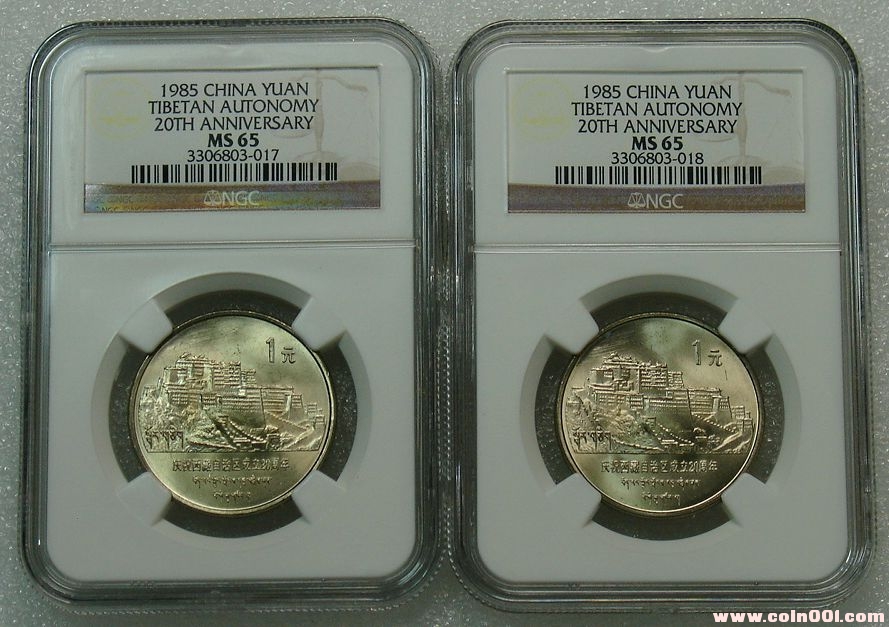 1985 CHINA YUAN
TIBETAN AUTONOMY
20TH ANNIVERSARY
MS 65
3306803-017
NGC
1元
庆祝西藏自治区成立20周年
1985 CHINA YUAN
TIBETAN AUTONOMY
20TH ANNIVERSARY
MS 65
3306803-018
NGC
1元
庆祝西藏自治区成立20周年
www.coin001.com